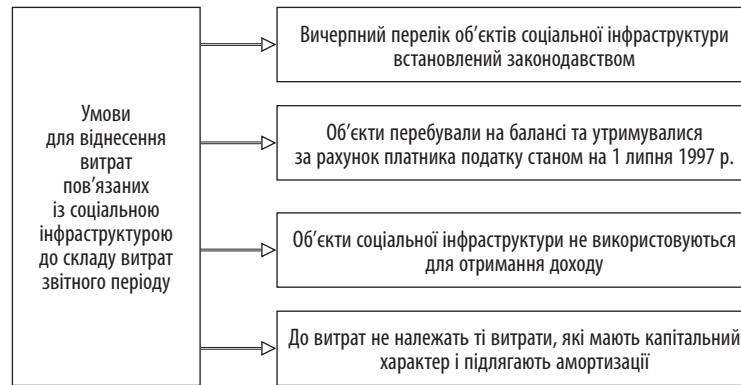 Умови
для віднесення
витрат
пов’язаних
із соціальною
інфраструктурою
до складу витрат
звітного періоду
Вичерпний перелік об’єктів соціальної інфраструктури
встановлений законодавством
Об’єкти перебували на балансі та утримувалися
за рахунок платника податку станом на 1 липня 1997 р.
Об’єкти соціальної інфраструктури не використовуються
для отримання доходу
До витрат не належать ті витрати, які мають капітальний
характер і підлягають амортизації